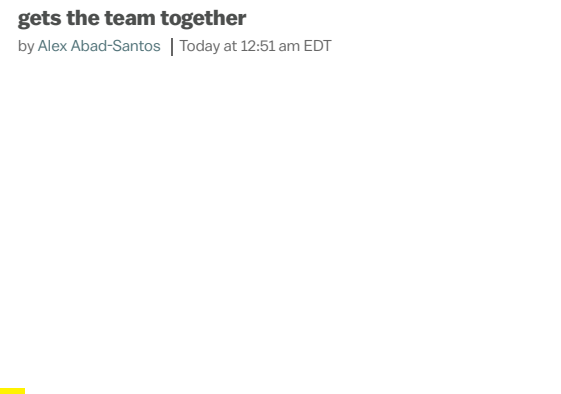 gets the team together
by Alex Abad-Santos | Today at 12:51 am EDT